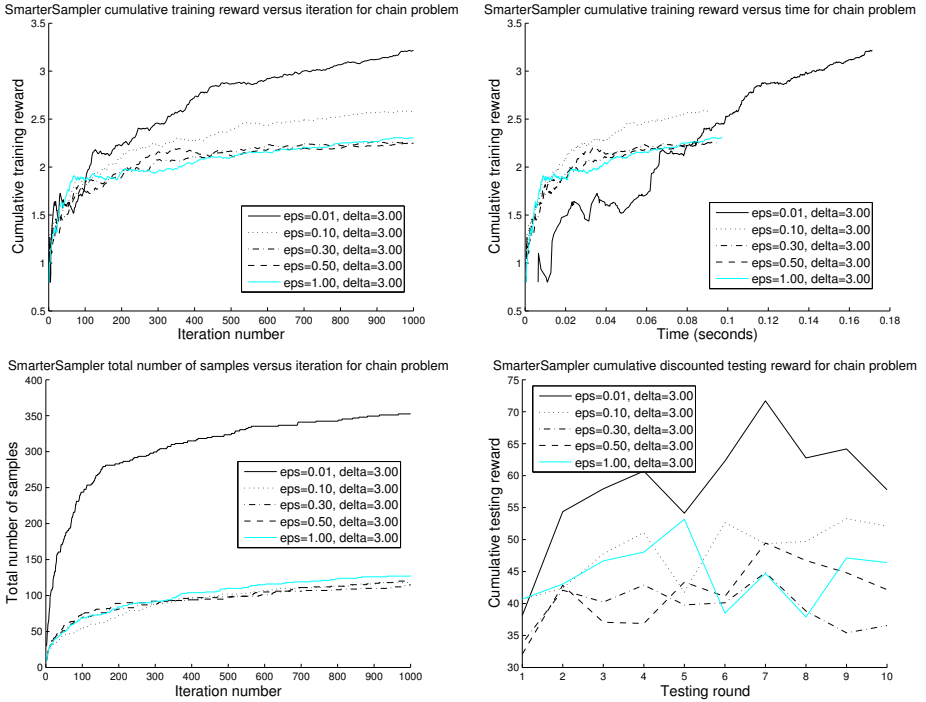 SmarterSampler cumulative training reward versus iteration for chain problem
3.5
3
2.5
2
1.5
1
0.5
Cumulative training reward
0 100 200 300 400 500 600 700 800 900 1000
Iteration number
eps=0.01, delta=3.00
eps=0.10, delta=3.00
eps=0.30, delta=3.00
eps=0.50, delta=3.00
eps=1.00, delta=3.00
SmarterSampler cumulative training reward versus time for chain problem
3.5
3
2.5
2
1.5
1
0.5
Cumulative training reward
0 0.02 0.04 0.06 0.08 0.1 0.12 0.14 0.16 0.18
Time (seconds)
eps=0.01, delta=3.00
eps=0.10, delta=3.00
eps=0.30, delta=3.00
eps=0.50, delta=3.00
eps=1.00, delta=3.00
SmarterSampler total number of samples versus iteration for chain problem
400
350
300
250
200
150
100
50
0
Total number of samples
0 100 200 300 400 500 600 700 800 900 1000
Iteration number
eps=0.01, delta=3.00
eps=0.10, delta=3.00
eps=0.30, delta=3.00
eps=0.50, delta=3.00
eps=1.00, delta=3.00
SmarterSampler cumulative discounted testing reward for chain problem
75
70
65
60
55
50
45
40
35
30
Cumulative testing reward
1 2 3 4 5 6 7 8 9 10
Testing round
eps=0.01, delta=3.00
eps=0.10, delta=3.00
eps=0.30, delta=3.00
eps=0.50, delta=3.00
eps=1.00, delta=3.00